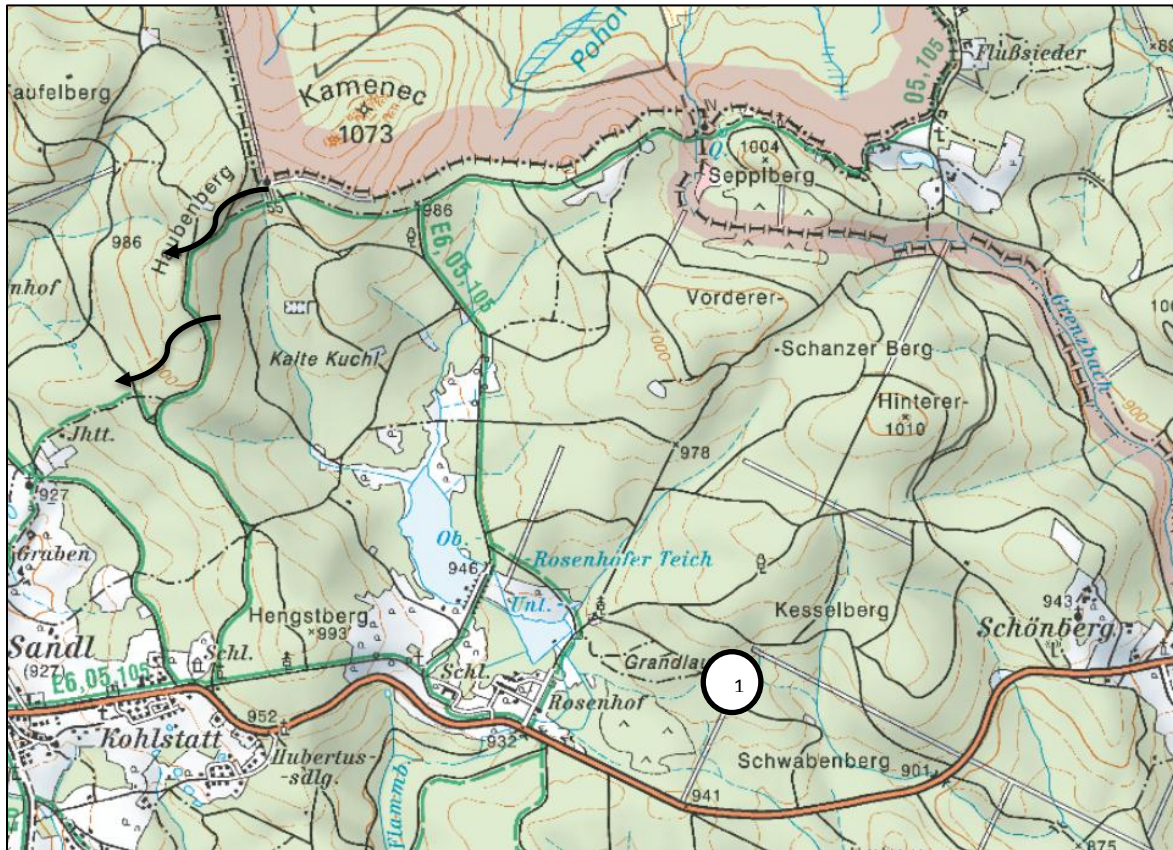 Flußsieder
05,105
Pohoř
Kamenec
1073
aufelberg
1004
Q.
Sepplberg
Haubenberg
986
986
E6,05,105
nhof
Vorderer-
1000
-Schanzer Berg
Grenzbach
Kalte Kuchl
Hinterer-
1010
900
Jhtt.
978
927
Ob.
-Rosenhofer Teich
Gruben
946
Unt.
Hengstberg
993
Kesselberg
943
Schönberg
Sandl
(927)
Schl.
E6,05,105
Schl.
Grandlau
1
Rosenhof
952
Kohlstatt
932
Hubertus-
-sdlg.
Schwabenberg
901
Flammb.
941
875